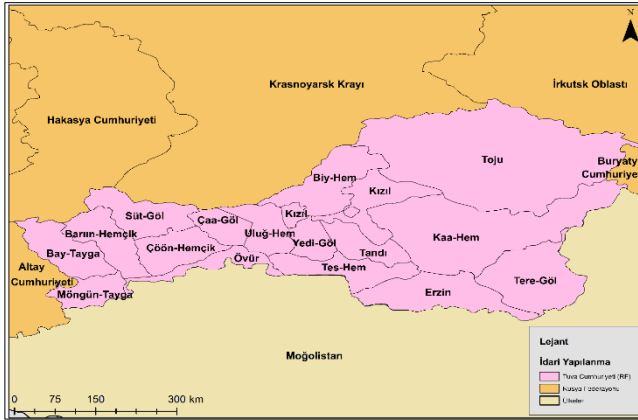 N
Krasnoyarsk Krayı
İrkutsk Oblastı
Hakasya Cumhuriyeti
Toju
Buryatya
Cumhuriyeti
Biy-Hem
Kızıl
Süt-Göl
Çaa-Göl
Kızıl
Barıın-Hemçik
Uluğ-Hem
Kaa-Hem
Çöön-Hemçik
Yedi-Göl
Bay-Tayga
Tandı
Övür
Altay
Cumhuriyeti
Tes-Hem
Tere-Göl
Möngün-Tayga
Erzin
Moğolistan
Lejant
İdari Yapılanma
Tuva Cumhuriyeti (RF)
Rusya Federasyonu
Ülkeler
0 75 150 300 km